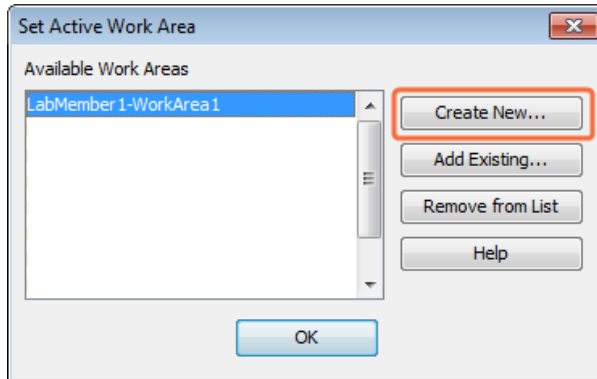 Set Active Work Area
Available Work Areas
LabMember1-WorkArea1
Create New...
Add Existing...
Remove from List
Help
OK